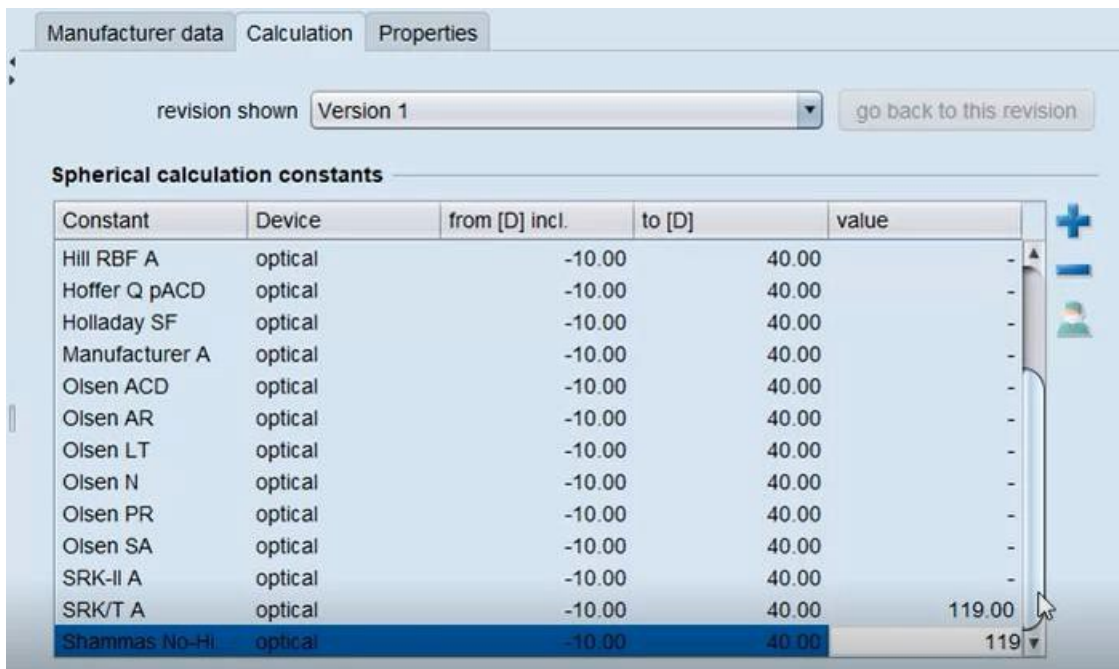 Manufacturer data Calculation Properties
revision shown Version 1 go back to this revision
Spherical calculation constants
Constant Device from [D] incl. to [D] value
Hill RBF A optical -10.00 40.00 -
Hoffer Q pACD optical -10.00 40.00 -
Holladay SF optical -10.00 40.00 -
Manufacturer A optical -10.00 40.00 -
Olsen ACD optical -10.00 40.00 -
Olsen AR optical -10.00 40.00 -
Olsen LT optical -10.00 40.00 -
Olsen N optical -10.00 40.00 -
Olsen PR optical -10.00 40.00 -
Olsen SA optical -10.00 40.00 -
SRK-II A optical -10.00 40.00 -
SRK/T A optical -10.00 40.00 119.00
Shammas No-Hi... optical -10.00 40.00 119